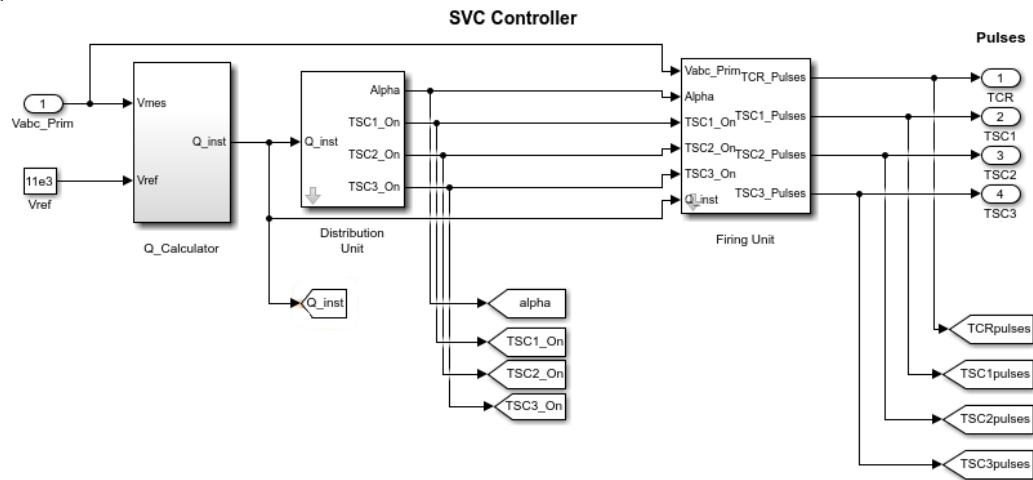 SVC Controller
Pulses
1
Vabc_Prim
11e3
Vref
Vmes
Vref
Q_inst
Q_Calculator
Q_inst
Alpha
TSC1_On
TSC2_On
TSC3_On
Distribution
Unit
Vabc_Prim
Alpha
TSC1_On
TSC2_On
TSC3_On
Q_inst
TCR_Pulses
TSC1_Pulses
TSC2_Pulses
TSC3_Pulses
Firing Unit
1
TCR
2
TSC1
3
TSC2
4
TSC3
Q_inst
alpha
TSC1_On
TSC2_On
TSC3_On
TCRpulses
TSC1pulses
TSC2pulses
TSC3pulses